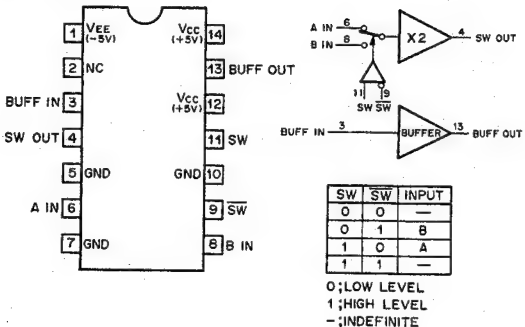 1 VEE (-5V)
VCC (+5V) 14
2 NC
13 BUFF OUT
BUFF IN 3
VCC (+5V) 12
SW OUT 4
11 SW
5 GND
GND 10
A IN 6
9 S̅W̅
7 GND
8 B IN
A IN 6
B IN 8
X2
4 SW OUT
11 9
SW S̅W̅
BUFF IN 3
BUFFER
13 BUFF OUT
SW S̅W̅ INPUT
0 0 —
0 1 B
1 0 A
1 1 —
0;LOW LEVEL
1;HIGH LEVEL
–;INDEFINITE